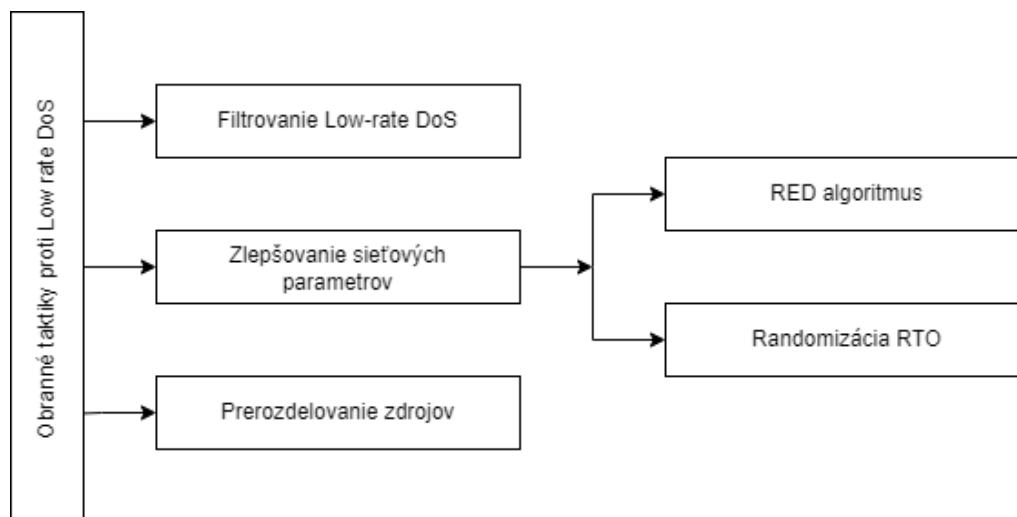 Obranné taktiky proti Low rate DoS
Filtrovanie Low-rate DoS
Zlepšovanie sieťových
parametrov
Prerozdelovanie zdrojov
RED algoritmus
Randomizácia RTO